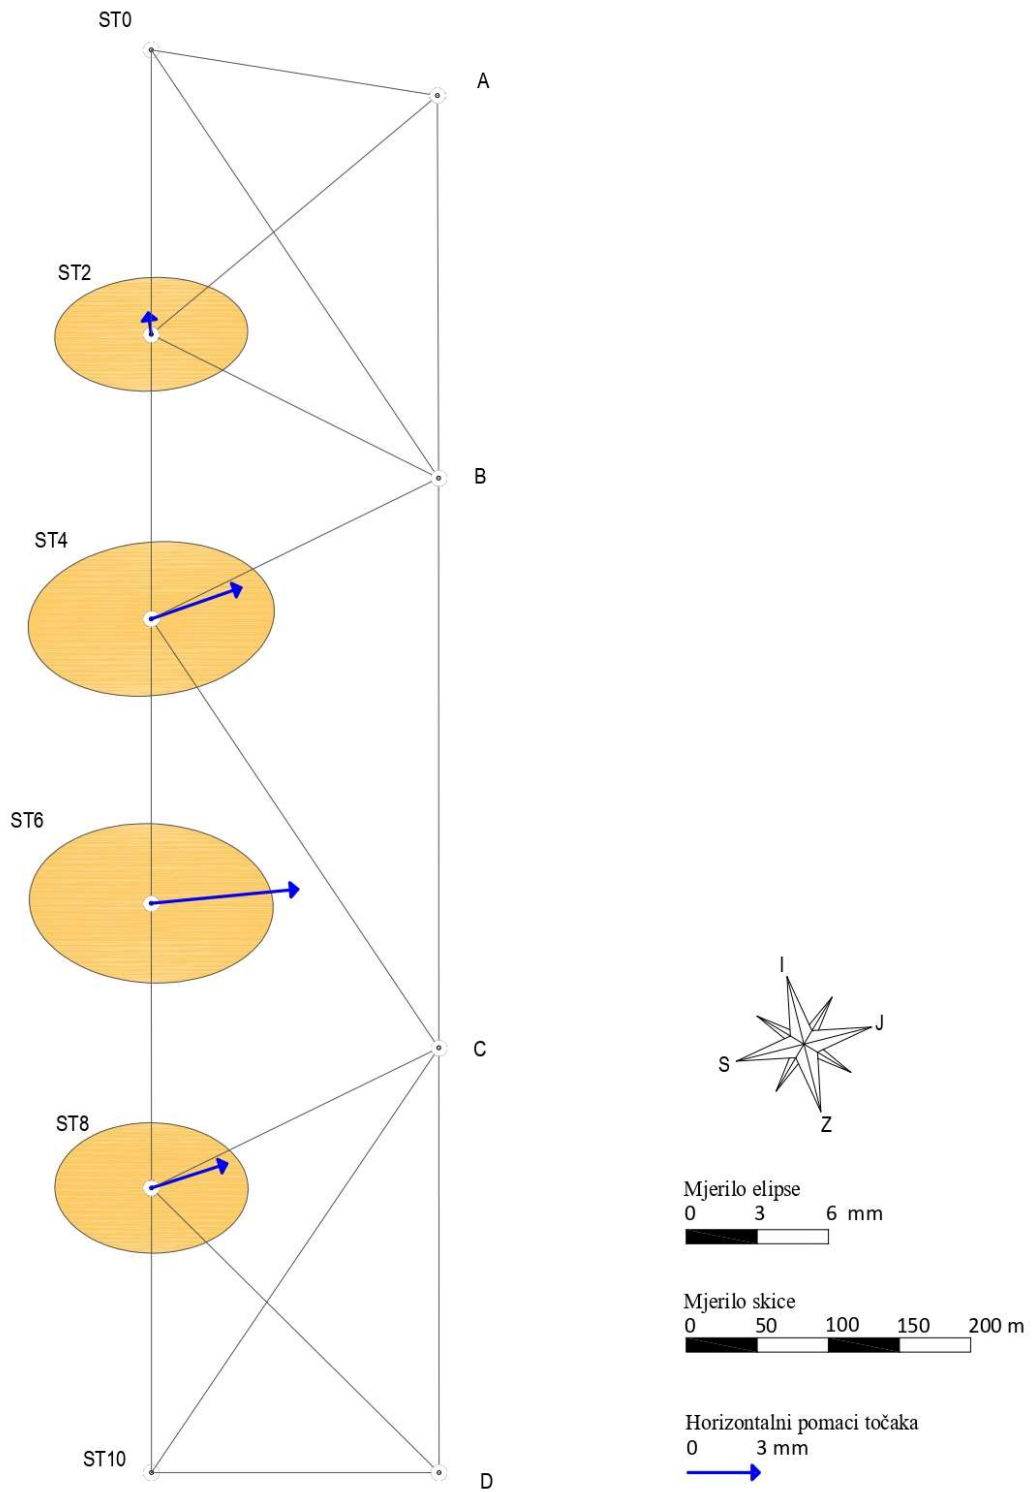 ST0
A
ST2
B
ST4
ST6
I
J
S
C
Z
ST8
Mjerilo elipse
0 3 6 mm
Mjerilo skice
0 50 100 150 200 m
Horizontalni pomaci točaka
0 3 mm
ST10
D